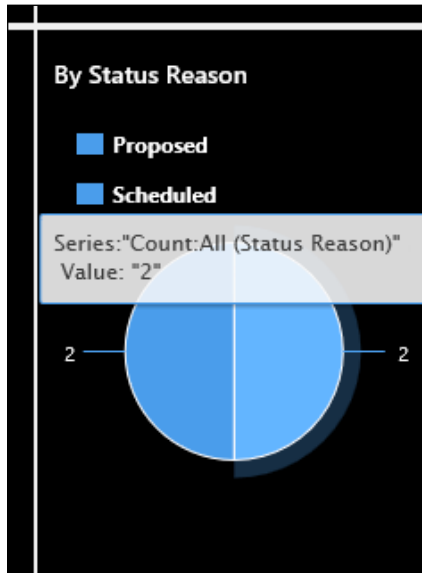 By Status Reason
Proposed
Scheduled
Series:"Count:All (Status Reason)"
Value: "2"
2
2